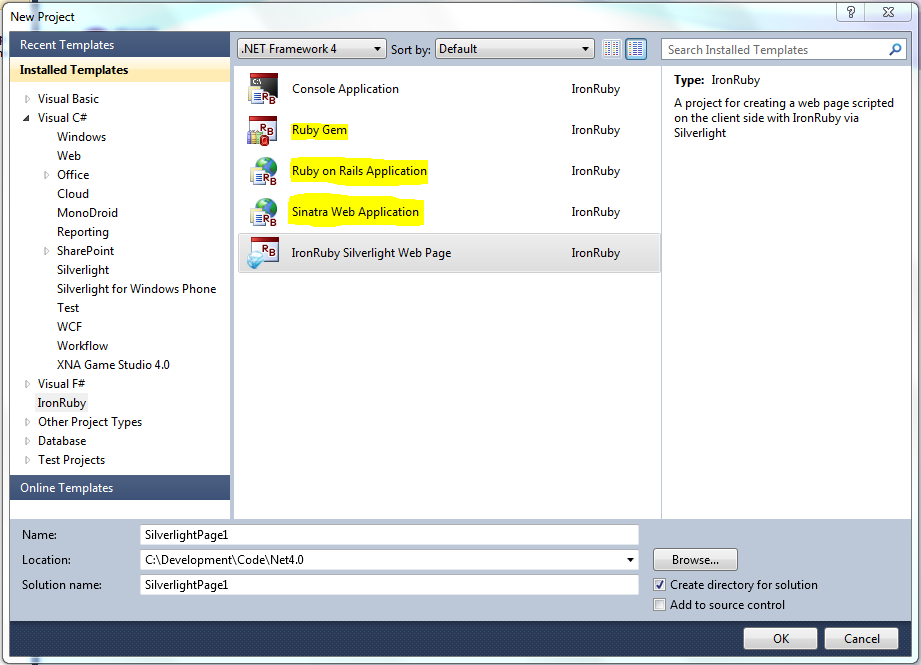 New Project
Recent Templates
Installed Templates
Visual Basic
Visual C#
Windows
Web
Office
Cloud
MonoDroid
Reporting
SharePoint
Silverlight
Silverlight for Windows Phone
Test
WCF
Workflow
XNA Game Studio 4.0
Visual F#
IronRuby
Other Project Types
Database
Test Projects
Online Templates
.NET Framework 4 Sort by: Default
Console Application IronRuby
Ruby Gem IronRuby
Ruby on Rails Application IronRuby
Sinatra Web Application IronRuby
IronRuby Silverlight Web Page IronRuby
Search Installed Templates
Type: IronRuby
A project for creating a web page scripted
on the client side with IronRuby via
Silverlight
Name: SilverlightPage1
Location: C:\Development\Code\Net4.0 Browse...
Solution name: SilverlightPage1
Create directory for solution
Add to source control
OK Cancel